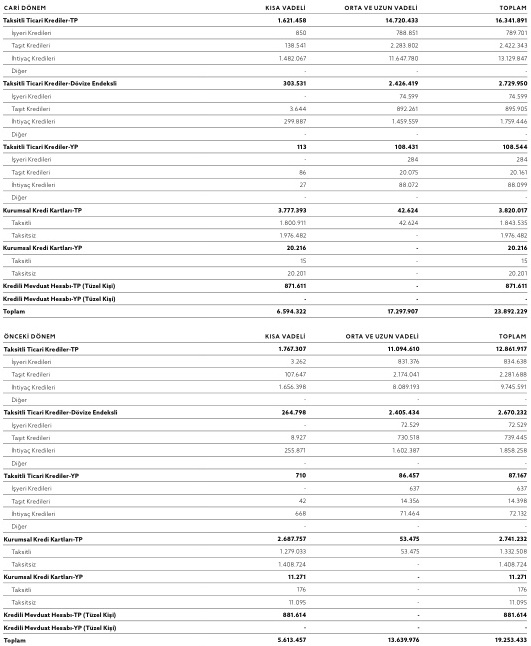 CARİ DÖNEM KISA VADELİ ORTA VE UZUN VADELİ TOPLAM
Taksitli Ticari Krediler-TP 1.621.458 14.720.433 16.341.891
İşyeri Kredileri 850 788.851 789.701
Taşıt Kredileri 138.541 2.283.802 2.422.343
İhtiyaç Kredileri 1.482.067 11.647.780 13.129.847
Diğer - - -
Taksitli Ticari Krediler-Dövize Endeksli 303.531 2.426.419 2.729.950
İşyeri Kredileri - 74.599 74.599
Taşıt Kredileri 3.644 892.261 895.905
İhtiyaç Kredileri 299.887 1.459.559 1.759.446
Diğer - - -
Taksitli Ticari Krediler-YP 113 108.431 108.544
İşyeri Kredileri - 284 284
Taşıt Kredileri 86 20.075 20.161
İhtiyaç Kredileri 27 88.072 88.099
Diğer - - -
Kurumsal Kredi Kartları-TP 3.777.393 42.624 3.820.017
Taksitli 1.800.911 42.624 1.843.535
Taksitsiz 1.976.482 - 1.976.482
Kurumsal Kredi Kartları-YP 20.216 - 20.216
Taksitli 15 - 15
Taksitsiz 20.201 - 20.201
Kredili Mevduat Hesabı-TP (Tüzel Kişi) 871.611 - 871.611
Kredili Mevduat Hesabı-YP (Tüzel Kişi) - - -
Toplam 6.594.322 17.297.907 23.892.229
ÖNCEKİ DÖNEM KISA VADELİ ORTA VE UZUN VADELİ TOPLAM
Taksitli Ticari Krediler-TP 1.767.307 11.094.610 12.861.917
İşyeri Kredileri 3.262 831.376 834.638
Taşıt Kredileri 107.647 2.174.041 2.281.688
İhtiyaç Kredileri 1.656.398 8.089.193 9.745.591
Diğer - - -
Taksitli Ticari Krediler-Dövize Endeksli 264.798 2.405.434 2.670.232
İşyeri Kredileri - 72.529 72.529
Taşıt Kredileri 8.927 730.518 739.445
İhtiyaç Kredileri 255.871 1.602.387 1.858.258
Diğer - - -
Taksitli Ticari Krediler-YP 710 86.457 87.167
İşyeri Kredileri - 637 637
Taşıt Kredileri 42 14.356 14.398
İhtiyaç Kredileri 668 71.464 72.132
Diğer - - -
Kurumsal Kredi Kartları-TP 2.687.757 53.475 2.741.232
Taksitli 1.279.033 53.475 1.332.508
Taksitsiz 1.408.724 - 1.408.724
Kurumsal Kredi Kartları-YP 11.271 - 11.271
Taksitli 176 - 176
Taksitsiz 11.095 - 11.095
Kredili Mevduat Hesabı-TP (Tüzel Kişi) 881.614 - 881.614
Kredili Mevduat Hesabı-YP (Tüzel Kişi) - - -
Toplam 5.613.457 13.639.976 19.253.433